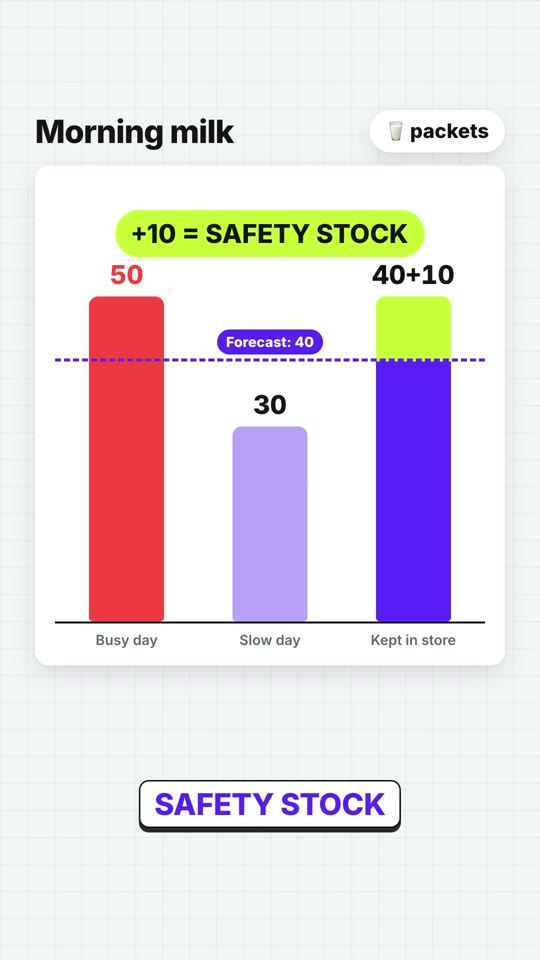 Morning milk
packets
+10 = SAFETY STOCK
50
40+10
Forecast: 40
30
Busy day
Slow day
Kept in store
SAFETY STOCK